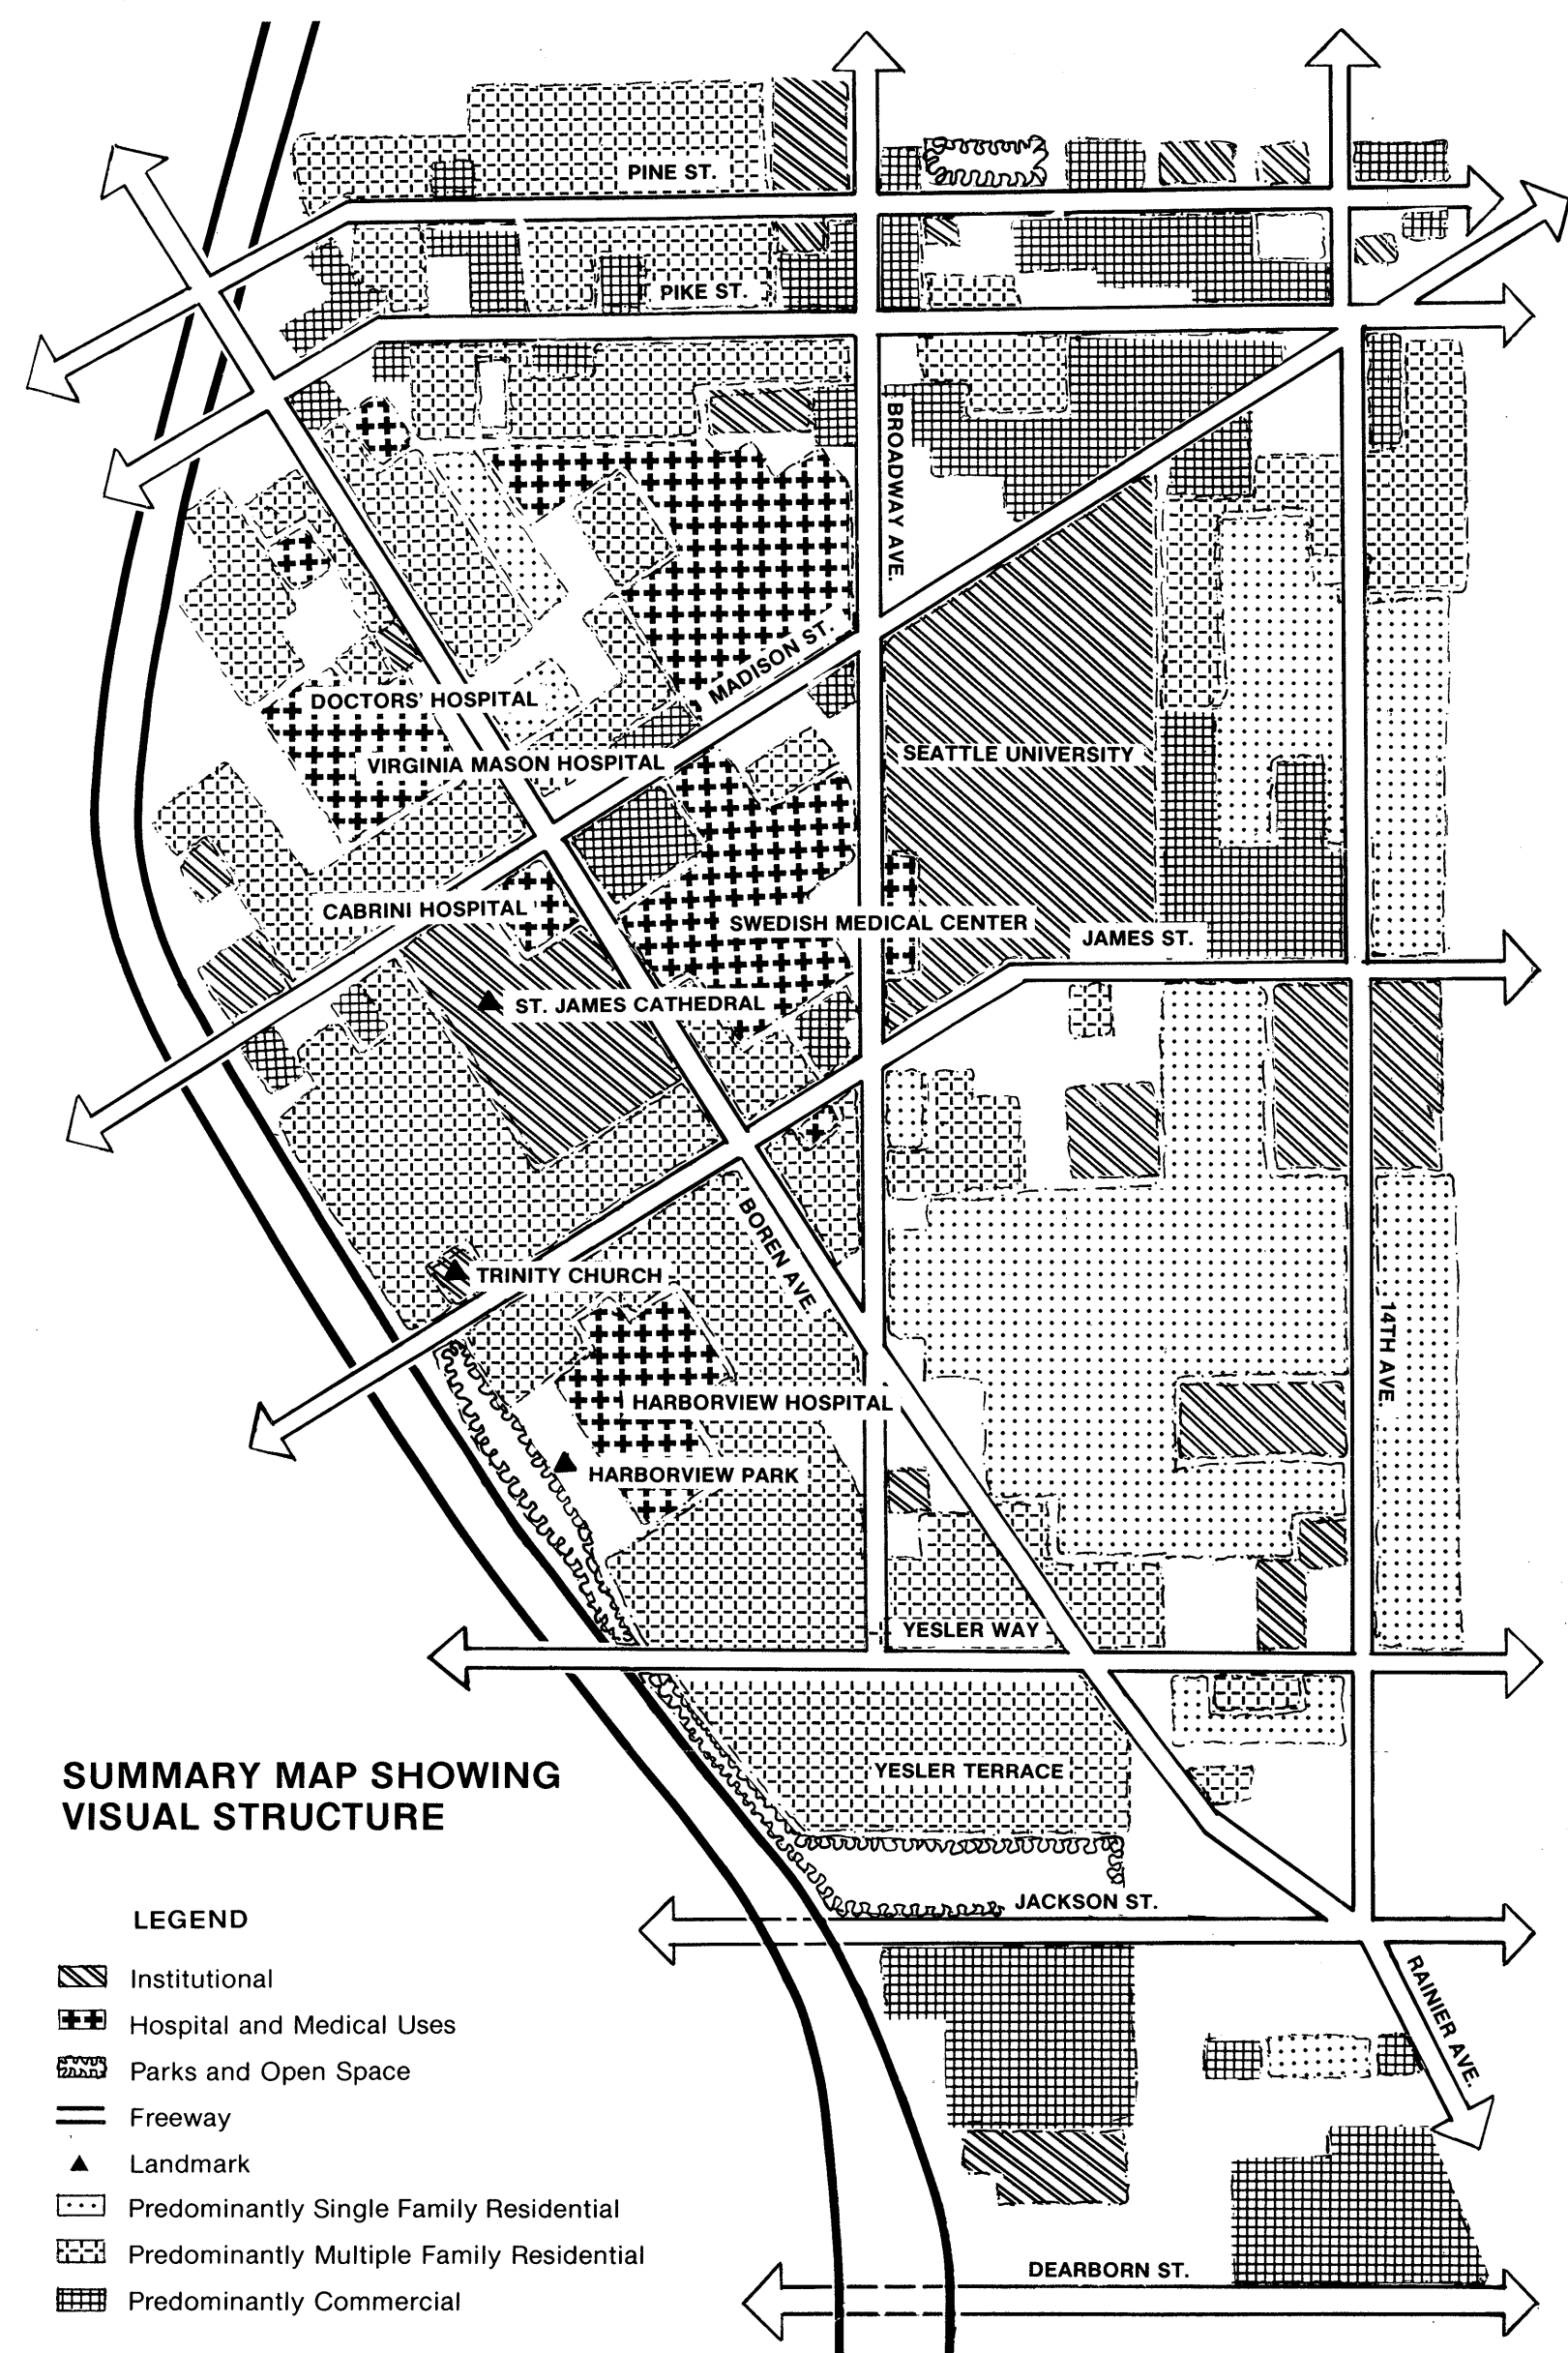 PINE ST.
PIKE ST.
BROADWAY AVE.
MADISON ST.
DOCTORS' HOSPITAL
VIRGINIA MASON HOSPITAL
SEATTLE UNIVERSITY
CABRINI HOSPITAL
SWEDISH MEDICAL CENTER
JAMES ST.
ST. JAMES CATHEDRAL
BOREN AVE.
TRINITY CHURCH
14TH AVE.
HARBORVIEW HOSPITAL
HARBORVIEW PARK
YESLER WAY
YESLER TERRACE
JACKSON ST.
RAINIER AVE.
DEARBORN ST.
SUMMARY MAP SHOWING
VISUAL STRUCTURE
LEGEND
Institutional
Hospital and Medical Uses
Parks and Open Space
Freeway
Landmark
Predominantly Single Family Residential
Predominantly Multiple Family Residential
Predominantly Commercial